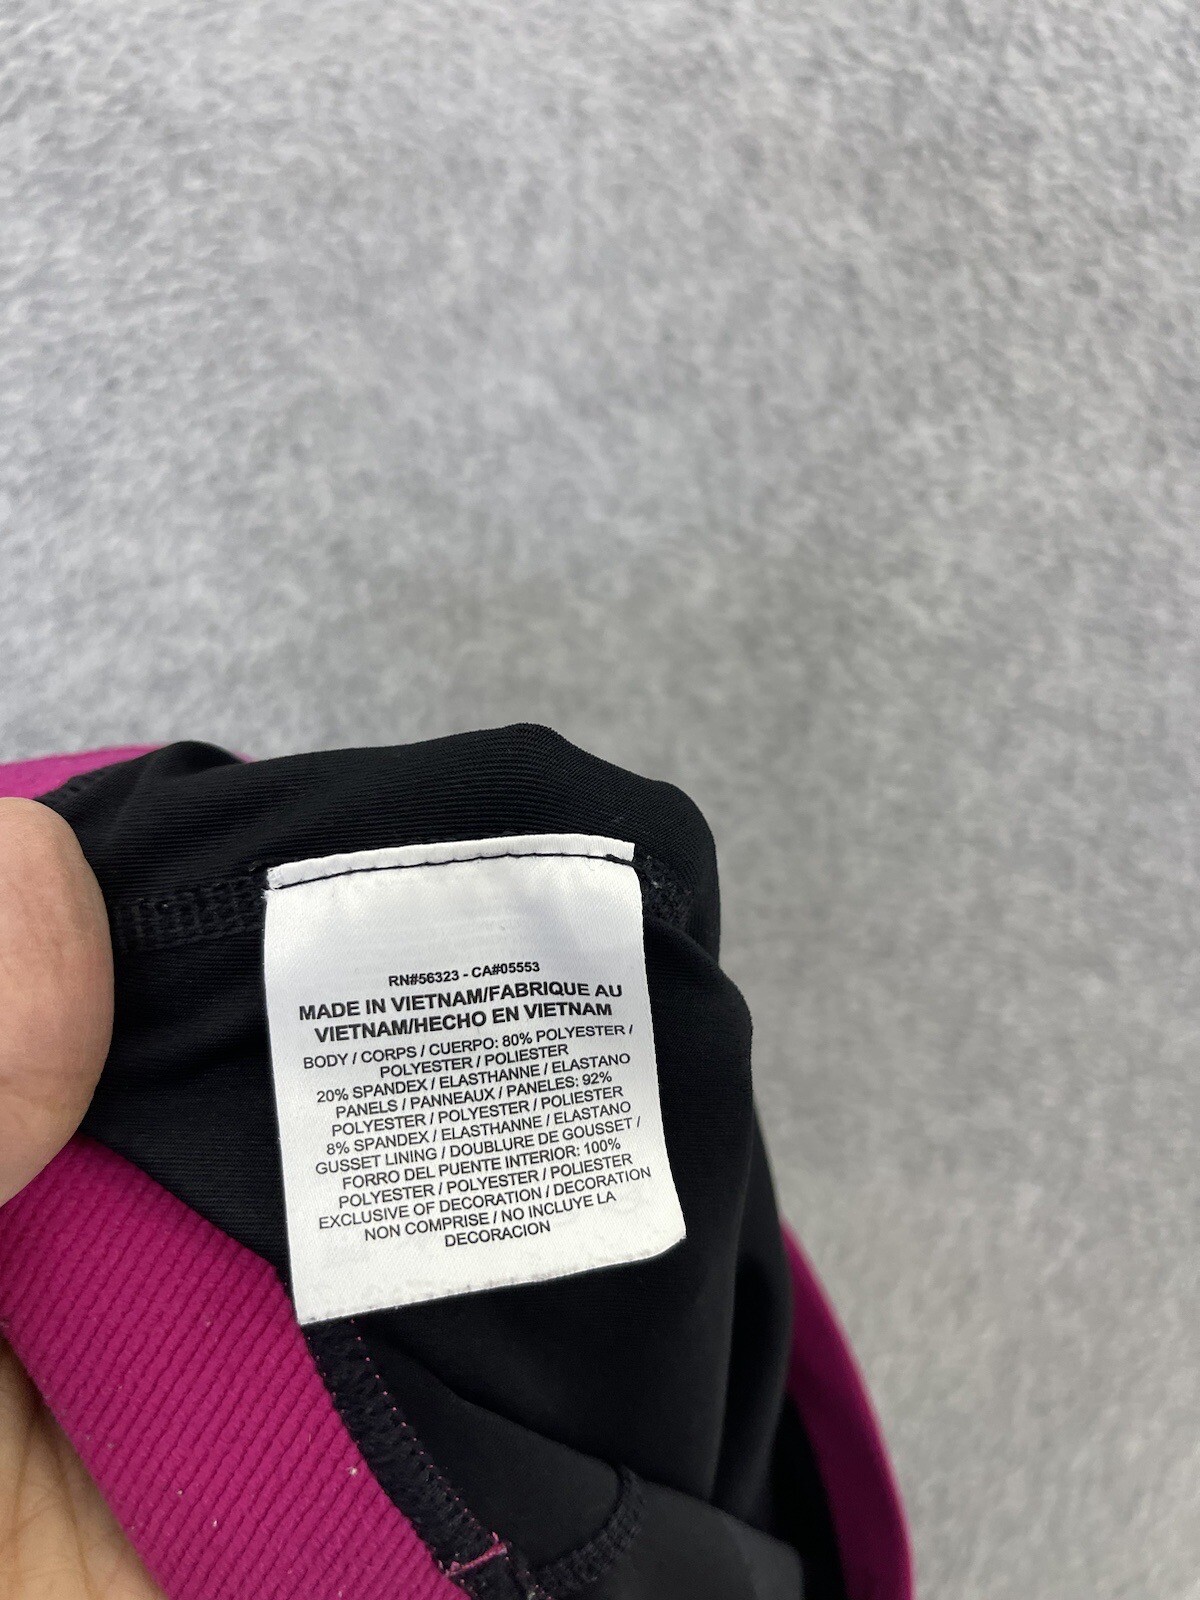 RN#56323 - CA#05553
MADE IN VIETNAM/FABRIQUE AU
VIETNAM/HECHO EN VIETNAM
BODY / CORPS / CUERPO: 80% POLYESTER /
POLYESTER / POLIESTER
20% SPANDEX / ELASTHANNE / ELASTANO
PANELS / PANNEAUX / PANELES: 92%
POLYESTER / POLYESTER / POLIESTER
8% SPANDEX / ELASTHANNE / ELASTANO
GUSSET LINING / DOUBLURE DE GOUSSET /
FORRO DEL PUENTE INTERIOR: 100%
POLYESTER / POLYESTER / POLIESTER
EXCLUSIVE OF DECORATION / DECORATION
NON COMPRISE / NO INCLUYE LA
DECORACION